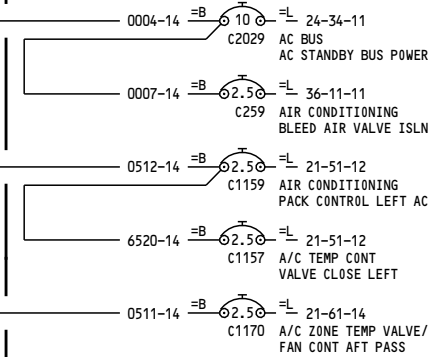 0004-14 =B 10 =L 24-34-11
C2029 AC BUS
AC STANDBY BUS POWER
0007-14 =B 2.5 =L 36-11-11
C259 AIR CONDITIONING
BLEED AIR VALVE ISLN
0512-14 =B 2.5 =L 21-51-12
C1159 AIR CONDITIONING
PACK CONTROL LEFT AC
6520-14 =B 2.5 =L 21-51-12
C1157 A/C TEMP CONT
VALVE CLOSE LEFT
0511-14 =B 2.5 =L 21-61-14
C1170 A/C ZONE TEMP VALVE/
FAN CONT AFT PASS